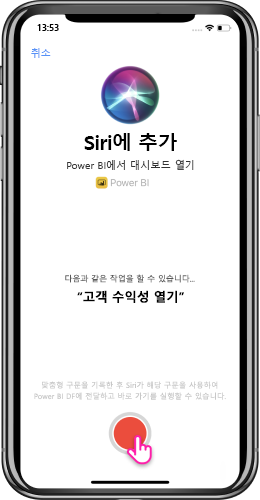 13:53
취소
Siri에 추가
Power BI에서 대시보드 열기
Power BI
다음과 같은 작업을 할 수 있습니다...
“고객 수익성 열기”
맞춤형 구문을 기록한 후 Siri가 해당 구문을 사용하여
Power BI DF에 전달하고 바로 가기를 실행할 수 있습니다.